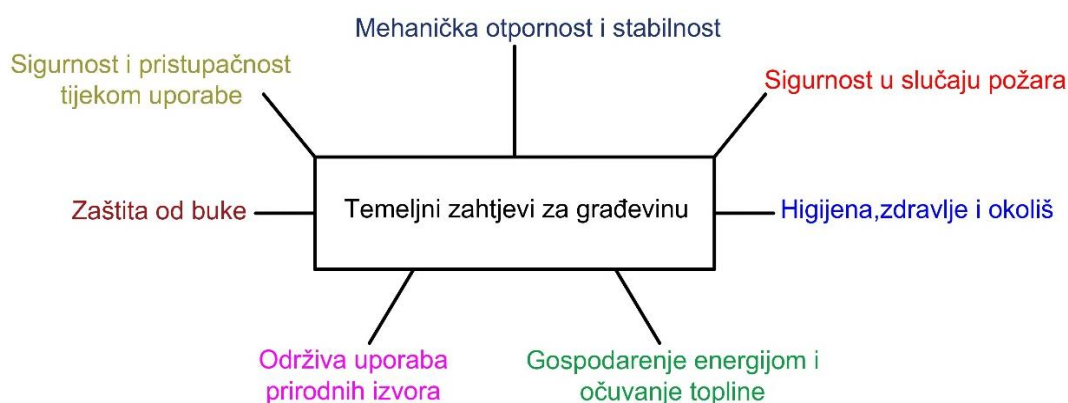 Mehanička otpornost i stabilnost
Sigurnost i pristupačnost
tijekom uporabe
Sigurnost u slučaju požara
Zaštita od buke
Temeljni zahtjevi za građevinu
Higijena,zdravlje i okoliš
Održiva uporaba
prirodnih izvora
Gospodarenje energijom i
očuvanje topline